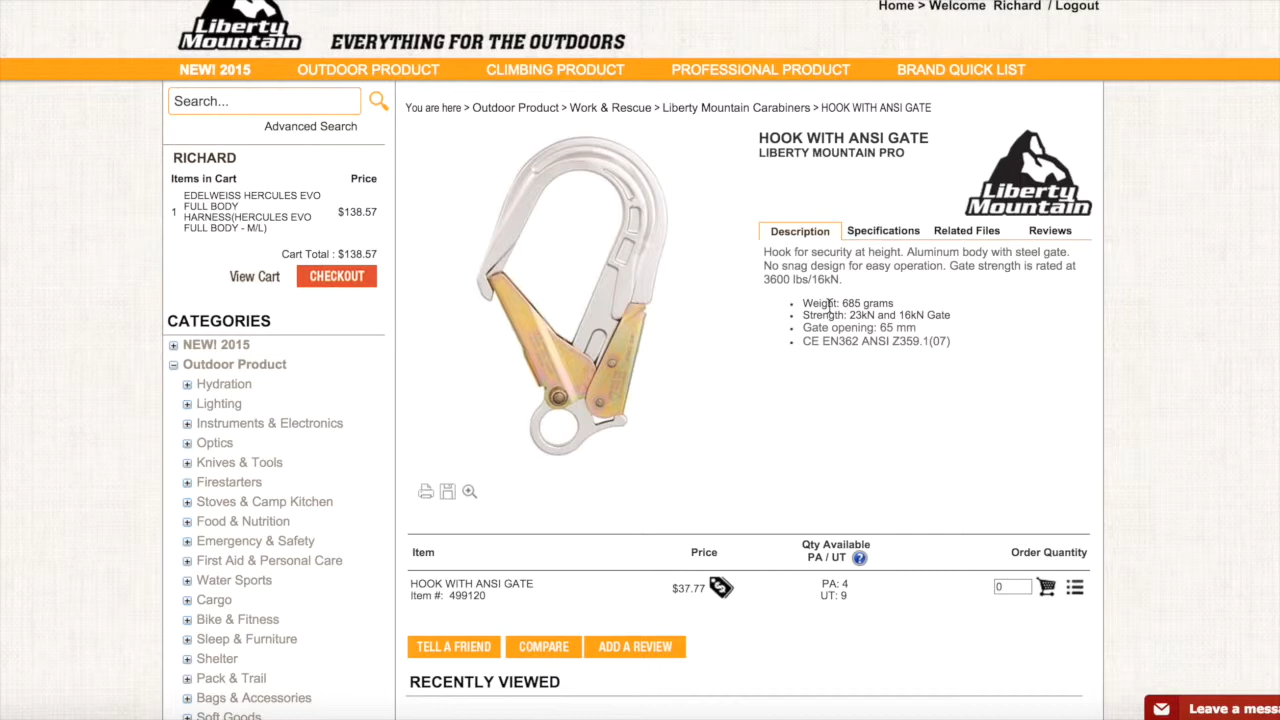 Liberty
Mountain
EVERYTHING FOR THE OUTDOORS
Home > Welcome Richard / Logout
NEW! 2015 OUTDOOR PRODUCT CLIMBING PRODUCT PROFESSIONAL PRODUCT BRAND QUICK LIST
Search...
Advanced Search
RICHARD
Items in Cart Price
1 EDELWEISS HERCULES EVO
FULL BODY
HARNESS(HERCULES EVO
FULL BODY - M/L) $138.57
Cart Total : $138.57
View Cart CHECKOUT
CATEGORIES
NEW! 2015
Outdoor Product
Hydration
Lighting
Instruments & Electronics
Optics
Knives & Tools
Firestarters
Stoves & Camp Kitchen
Food & Nutrition
Emergency & Safety
First Aid & Personal Care
Water Sports
Cargo
Bike & Fitness
Sleep & Furniture
Shelter
Pack & Trail
Bags & Accessories
Soft Goods
You are here > Outdoor Product > Work & Rescue > Liberty Mountain Carabiners > HOOK WITH ANSI GATE
HOOK WITH ANSI GATE
LIBERTY MOUNTAIN PRO
Liberty
Mountain
Description Specifications Related Files Reviews
Hook for security at height. Aluminum body with steel gate.
No snag design for easy operation. Gate strength is rated at
3600 lbs/16kN.
Weight: 685 grams
Strength: 23kN and 16kN Gate
Gate opening: 65 mm
CE EN362 ANSI Z359.1(07)
Item Price Qty Available
PA / UT ? Order Quantity
HOOK WITH ANSI GATE
Item #: 499120 $37.77 PA: 4
UT: 9 0
TELL A FRIEND COMPARE ADD A REVIEW
RECENTLY VIEWED
Leave a mess